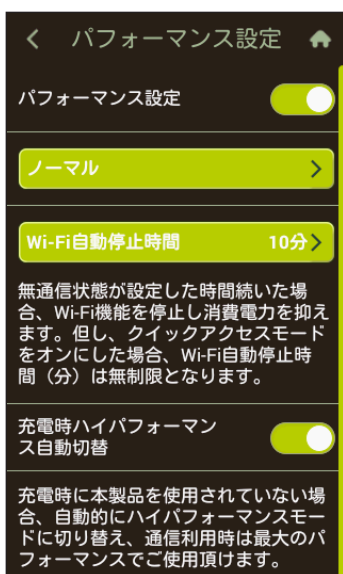 パフォーマンス設定
パフォーマンス設定
ノーマル
Wi-Fi自動停止時間 10分
無通信状態が設定した時間続いた場
合、Wi-Fi機能を停止し消費電力を抑え
ます。但し、クイックアクセスモード
をオンにした場合、Wi-Fi自動停止時
間（分）は無制限となります。
充電時ハイパフォーマン
ス自動切替
充電時に本製品を使用されていない場
合、自動的にハイパフォーマンスモー
ドに切り替え、通信利用時は最大のパ
フォーマンスでご使用頂けます。